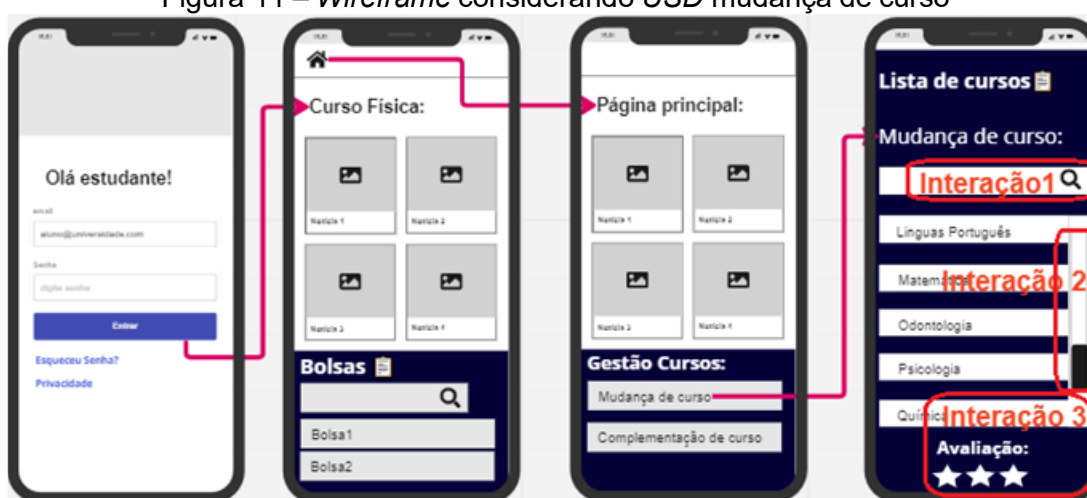 Figura 11 – Wireframe considerando USD mudança de curso
Olá estudante!
email
aluno@universidade.com
Senha
digite senha
Entrar
Esqueceu Senha?
Privacidade
Curso Física:
Notícia 1
Notícia 2
Notícia 3
Notícia 4
Bolsas
Bolsa1
Bolsa2
Página principal:
Notícia 1
Notícia 2
Notícia 3
Notícia 4
Gestão Cursos:
Mudança de curso
Complementação de curso
Lista de cursos
Mudança de curso:
Interação1
Linguas Português
Matemática
Interação 2
Odontologia
Psicologia
Química
Interação 3
Avaliação: